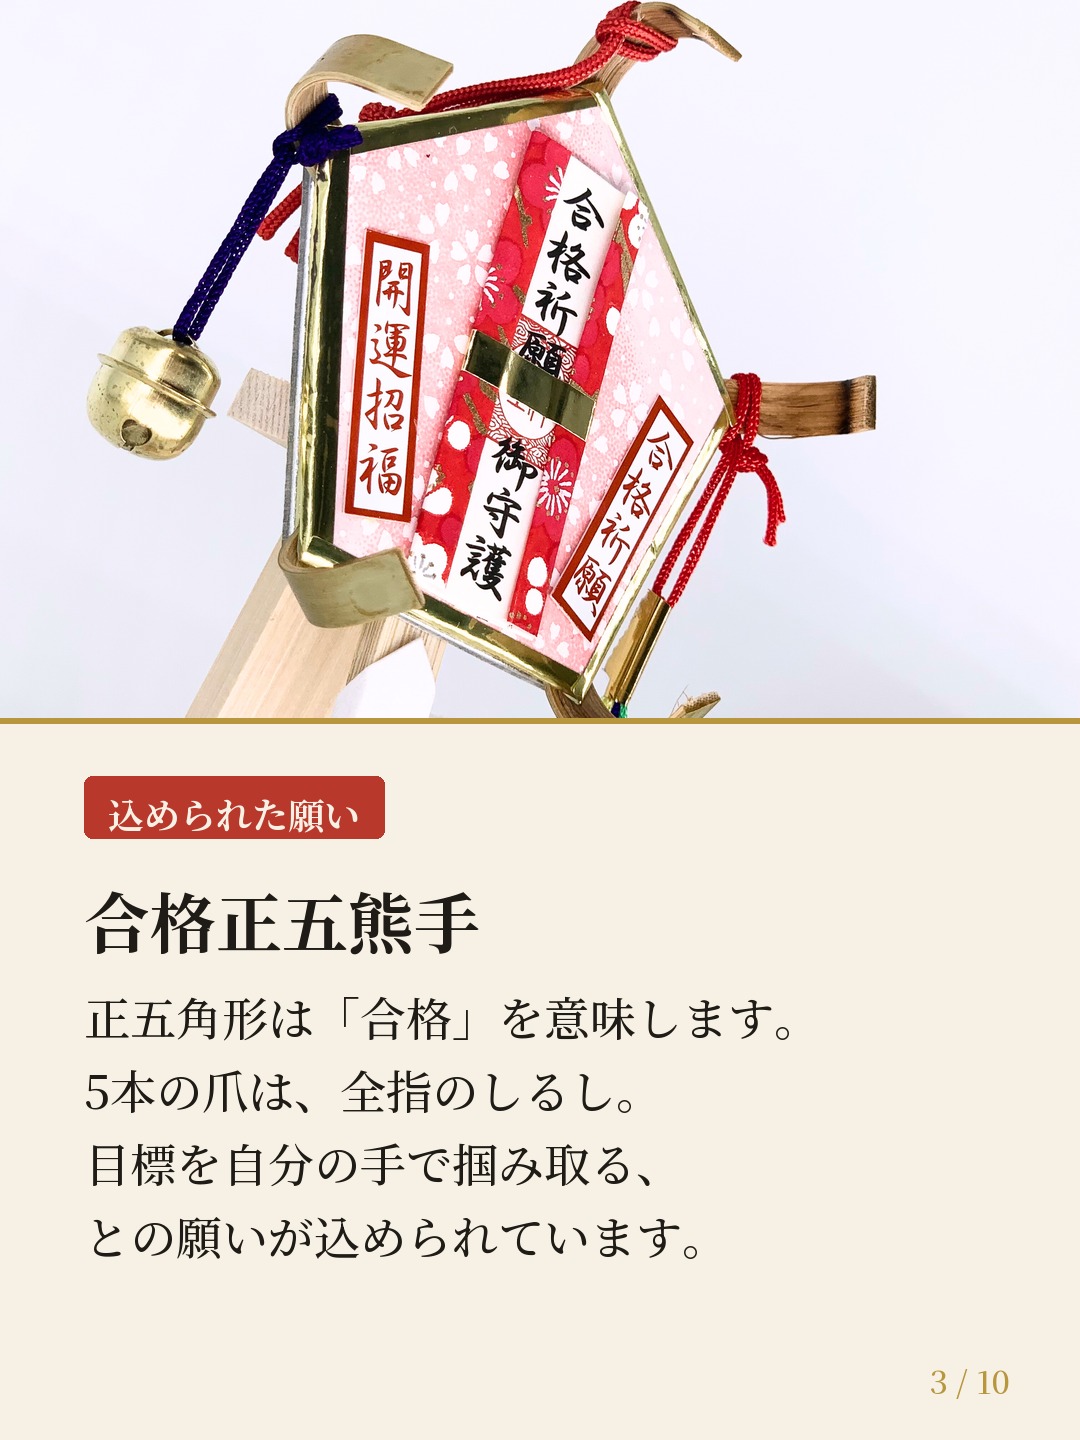 開運招福
合格祈願
御守護
合格祈願
込められた願い
合格正五熊手
正五角形は「合格」を意味します。
5本の爪は、全指のしるし。
目標を自分の手で掴み取る、
との願いが込められています。
3 / 10